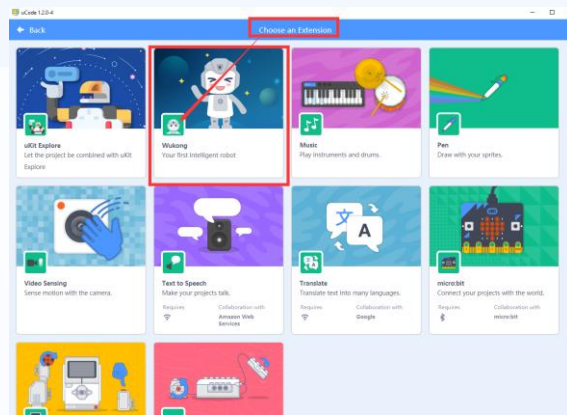 uCode 1.2.0-4
Back
Choose an Extension
uKit Explore
Let the project be combined with uKit
Explore
Wukong
Your first intelligent robot
Music
Play instruments and drums.
Pen
Draw with your sprites.
Video Sensing
Sense motion with the camera.
Text to Speech
Make your projects talk.
Requires
Collaboration with
Amazon Web
Services
Translate
Translate text into many languages.
Requires
Collaboration with
Google
micro:bit
Connect your projects with the world.
Requires
Collaboration with
micro:bit
文
A